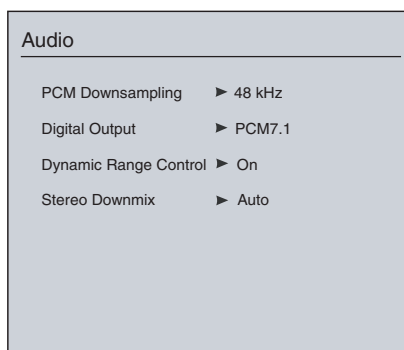 Audio
PCM Downsampling ► 48 kHz
Digital Output ► PCM7.1
Dynamic Range Control ► On
Stereo Downmix ► Auto